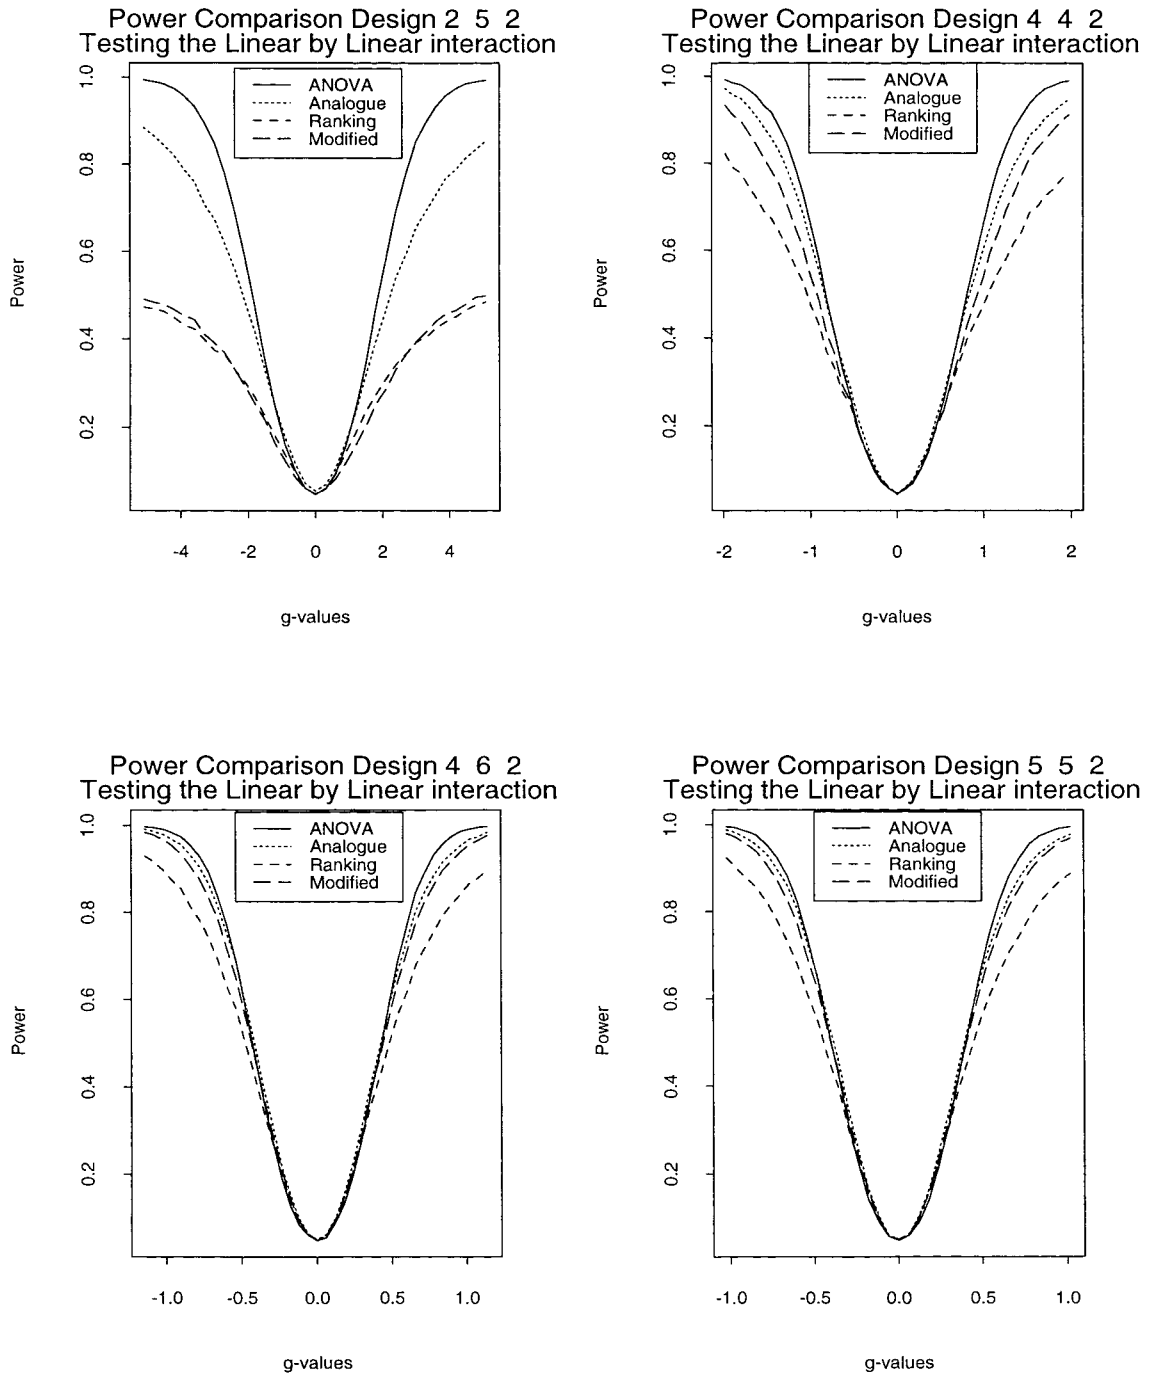 Power Comparison Design 2 5 2
Testing the Linear by Linear interaction
ANOVA
Analogue
Ranking
Modified
Power
1.0
0.8
0.6
0.4
0.2
-4 -2 0 2 4
g-values
Power Comparison Design 4 4 2
Testing the Linear by Linear interaction
ANOVA
Analogue
Ranking
Modified
Power
1.0
0.8
0.6
0.4
0.2
-2 -1 0 1 2
g-values
Power Comparison Design 4 6 2
Testing the Linear by Linear interaction
ANOVA
Analogue
Ranking
Modified
Power
1.0
0.8
0.6
0.4
0.2
-1.0 -0.5 0.0 0.5 1.0
g-values
Power Comparison Design 5 5 2
Testing the Linear by Linear interaction
ANOVA
Analogue
Ranking
Modified
Power
1.0
0.8
0.6
0.4
0.2
-1.0 -0.5 0.0 0.5 1.0
g-values